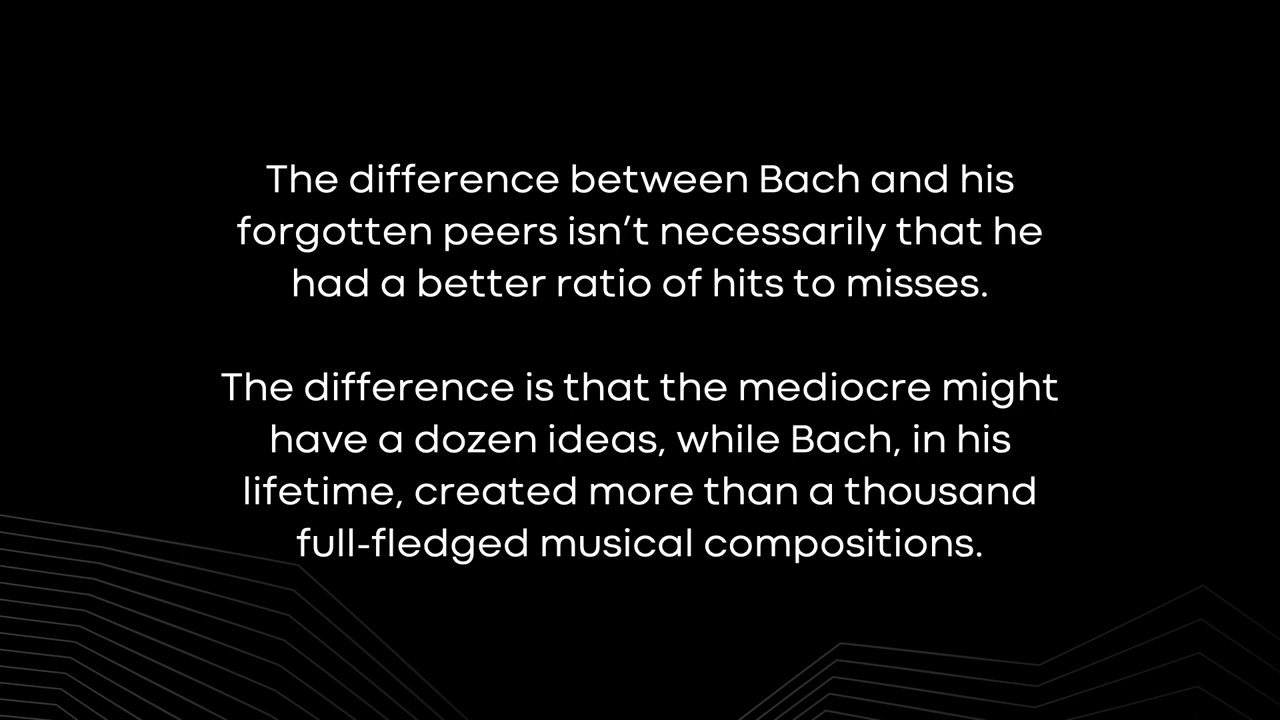 The difference between Bach and his
forgotten peers isn’t necessarily that he
had a better ratio of hits to misses.
The difference is that the mediocre might
have a dozen ideas, while Bach, in his
lifetime, created more than a thousand
full-fledged musical compositions.